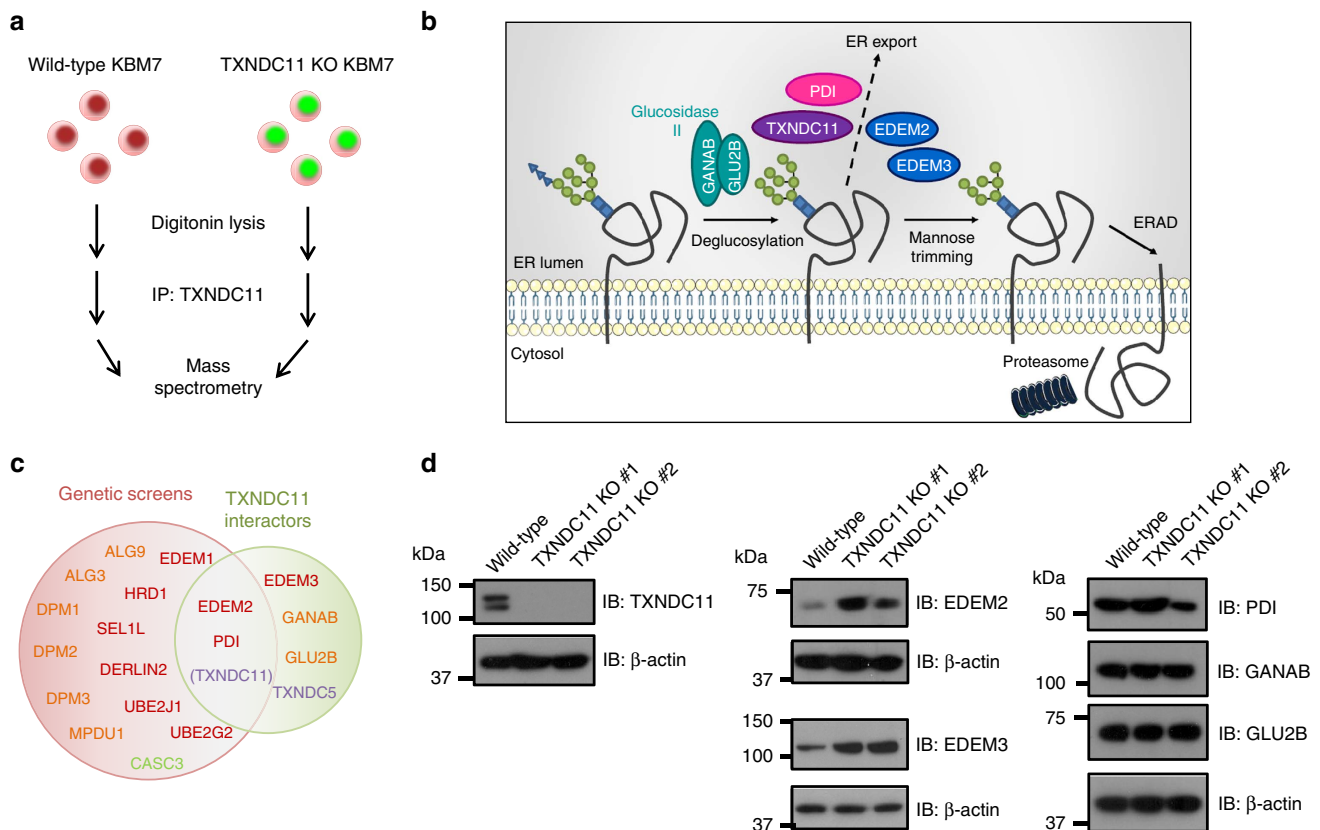 a
Wild-type KBM7
TXNDC11 KO KBM7
Digitonin lysis
IP: TXNDC11
Mass
spectrometry
b
ER export
PDI
Glucosidase
II
TXNDC11
EDEM2
EDEM3
GANAB
GLU2B
Deglucosylation
Mannose
trimming
ERAD
ER lumen
Cytosol
Proteasome
c
Genetic screens
TXNDC11
interactors
ALG9
EDEM1
ALG3
EDEM3
HRD1
DPM1
EDEM2
GANAB
SEL1L
PDI
DPM2
GLU2B
DERLIN2
(TXNDC11)
TXNDC5
DPM3
UBE2J1
MPDU1
UBE2G2
CASC3
d
Wild-type
TXNDC11 KO #1
TXNDC11 KO #2
kDa
150
100
IB: TXNDC11
37
IB: β-actin
Wild-type
TXNDC11 KO #1
TXNDC11 KO #2
kDa
75
IB: EDEM2
37
IB: β-actin
150
100
IB: EDEM3
37
IB: β-actin
Wild-type
TXNDC11 KO #1
TXNDC11 KO #2
kDa
50
IB: PDI
100
IB: GANAB
75
IB: GLU2B
37
IB: β-actin